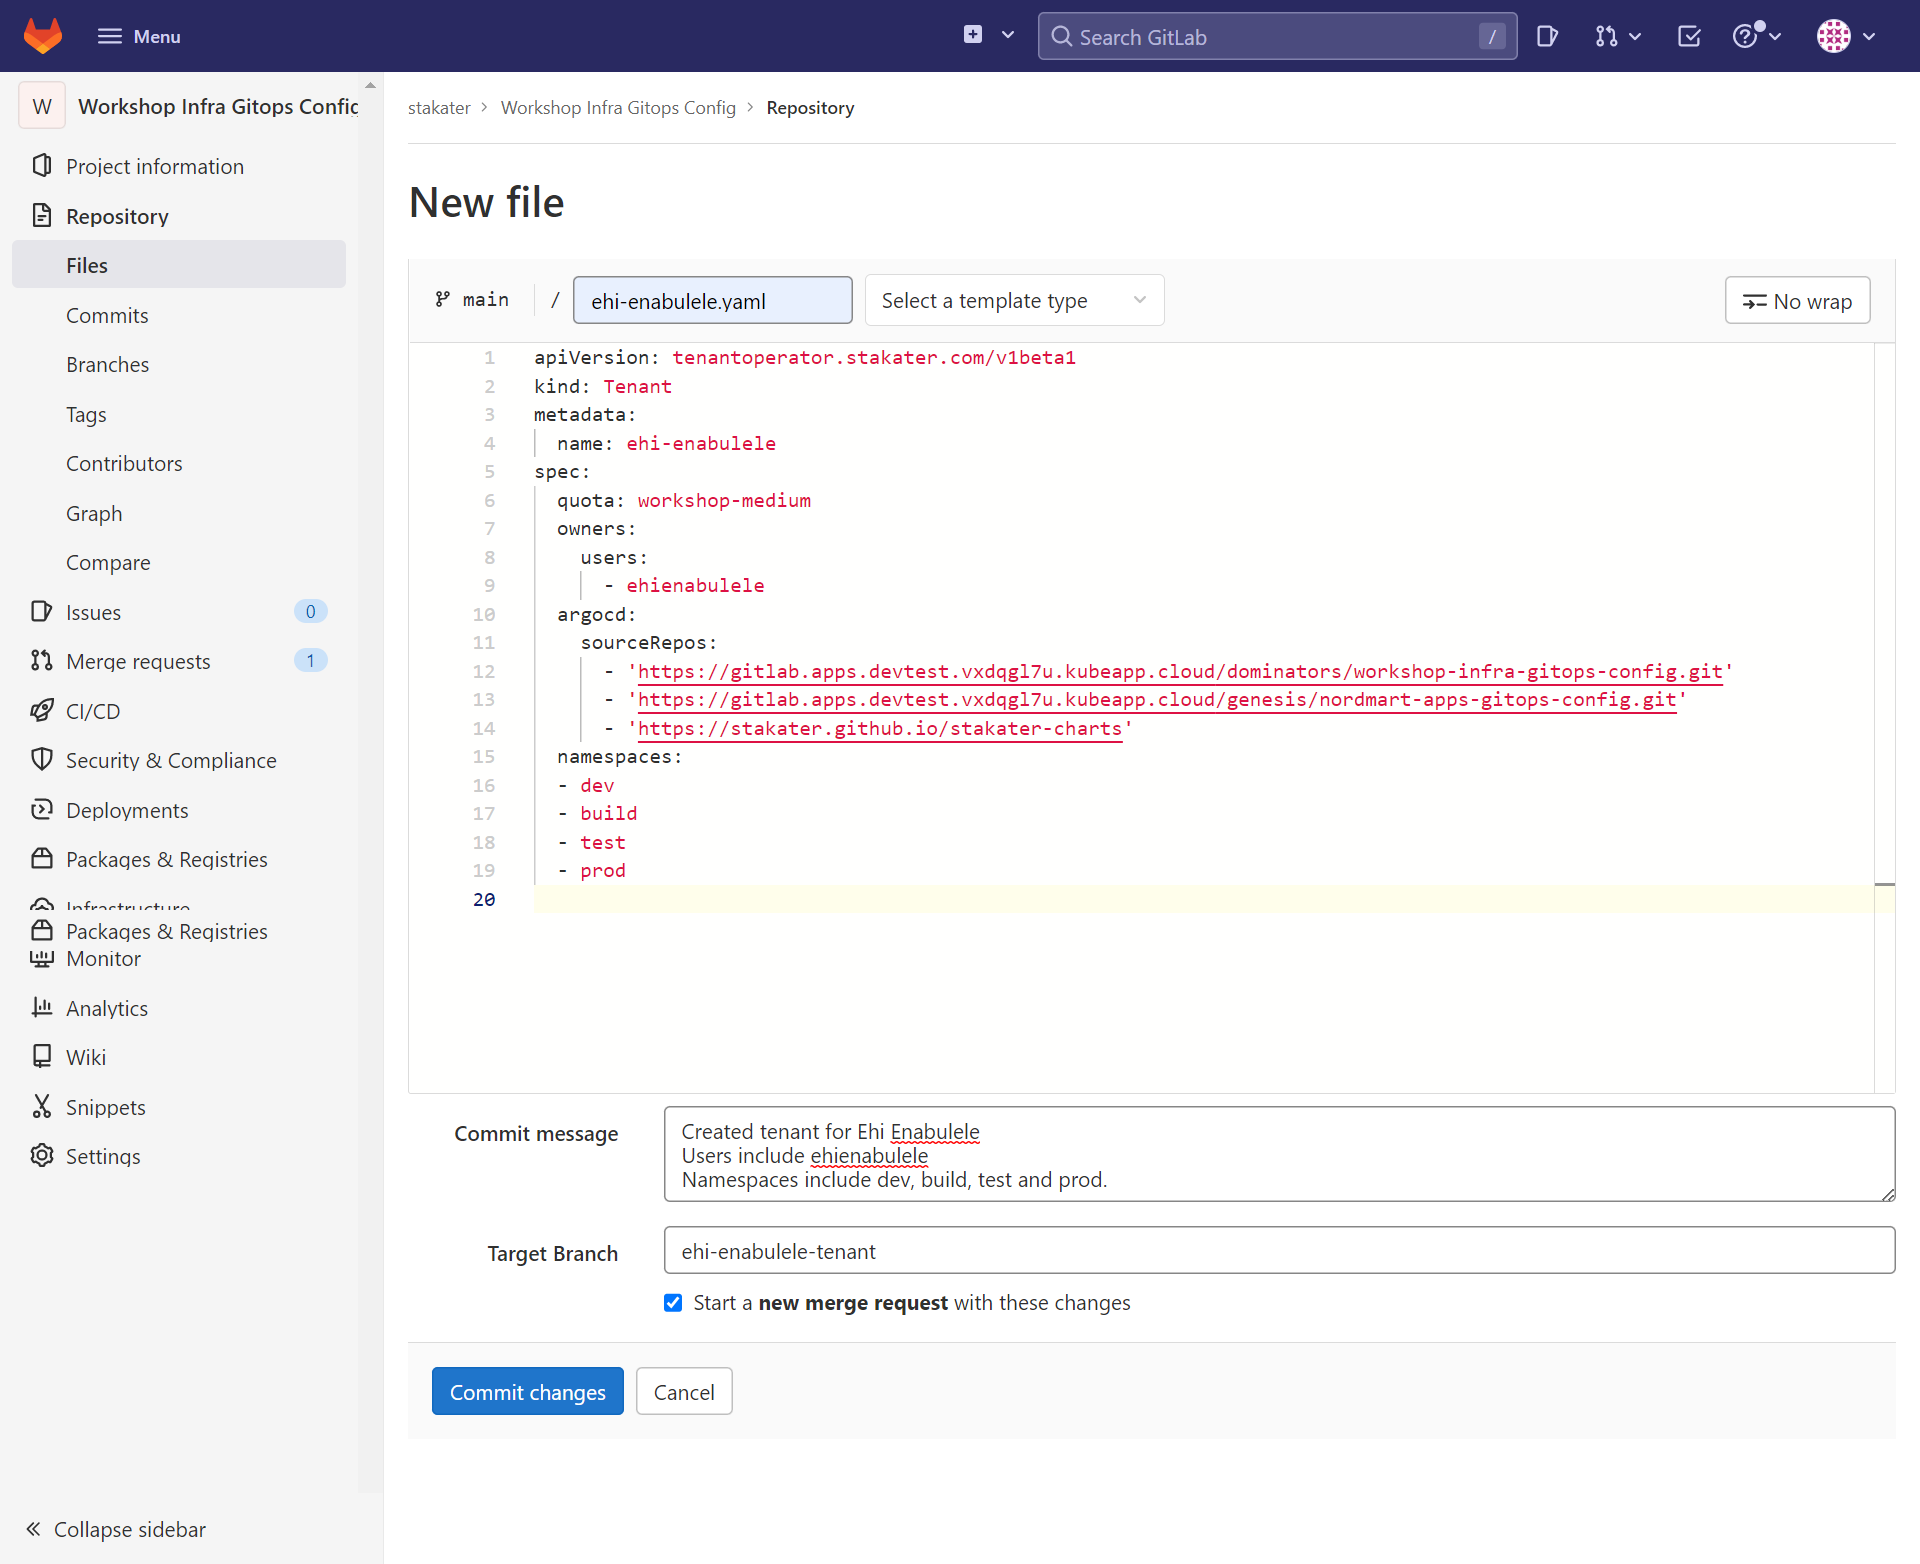 Menu
Search GitLab
/
W
Workshop Infra Gitops Config
Project information
Repository
Files
Commits
Branches
Tags
Contributors
Graph
Compare
Issues 0
Merge requests 1
CI/CD
Security & Compliance
Deployments
Packages & Registries
Infrastructure
Packages & Registries
Monitor
Analytics
Wiki
Snippets
Settings
Collapse sidebar
stakater > Workshop Infra Gitops Config > Repository
New file
main / ehi-enabulele.yaml Select a template type No wrap
1 apiVersion: tenantoperator.stakater.com/v1beta1
2 kind: Tenant
3 metadata:
4 name: ehi-enabulele
5 spec:
6 quota: workshop-medium
7 owners:
8 users:
9 - ehienabulele
10 argocd:
11 sourceRepos:
12 - 'https://gitlab.apps.devtest.vxdqgl7u.kubeapp.cloud/dominators/workshop-infra-gitops-config.git'
13 - 'https://gitlab.apps.devtest.vxdqgl7u.kubeapp.cloud/genesis/nordmart-apps-gitops-config.git'
14 - 'https://stakater.github.io/stakater-charts'
15 namespaces:
16 - dev
17 - build
18 - test
19 - prod
20
Commit message
Created tenant for Ehi Enabulele
Users include ehienabulele
Namespaces include dev, build, test and prod.
Target Branch
ehi-enabulele-tenant
Start a new merge request with these changes
Commit changes Cancel